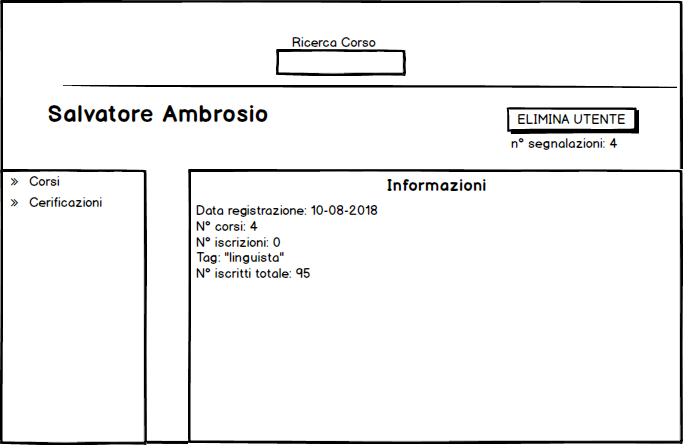 Ricerca Corso
Salvatore Ambrosio
ELIMINA UTENTE
n° segnalazioni: 4
» Corsi
» Cerificazioni
Informazioni
Data registrazione: 10-08-2018
N° corsi: 4
N° iscrizioni: 0
Tag: "linguista"
N° iscritti totale: 95